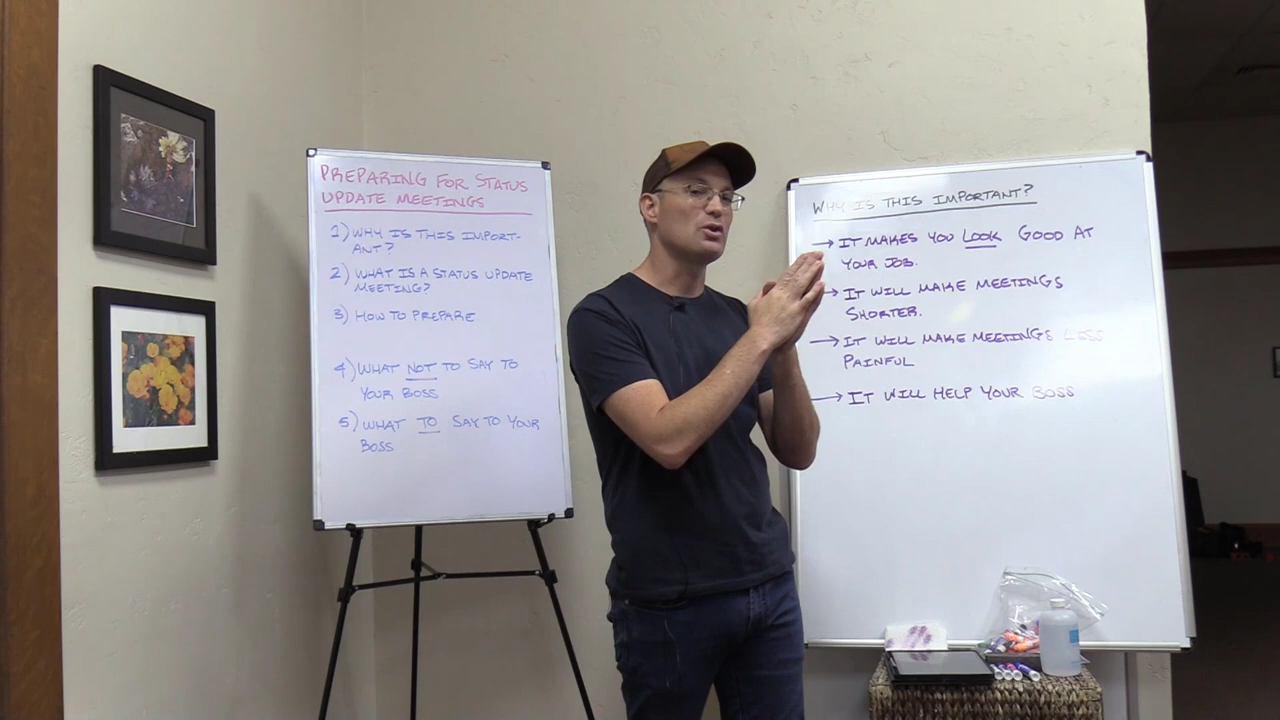 PREPARING FOR STATUS
UPDATE MEETINGS
1) WHY IS THIS IMPORT-
ANT?
2) WHAT IS A STATUS UPDATE
MEETING?
3) HOW TO PREPARE
4) WHAT NOT TO SAY TO
YOUR BOSS
5) WHAT TO SAY TO YOUR
BOSS
WHY IS THIS IMPORTANT?
→ IT MAKES YOU LOOK GOOD AT
YOUR JOB.
→ IT WILL MAKE MEETINGS
SHORTER.
→ IT WILL MAKE MEETINGS LESS
PAINFUL
→ IT WILL HELP YOUR BOSS